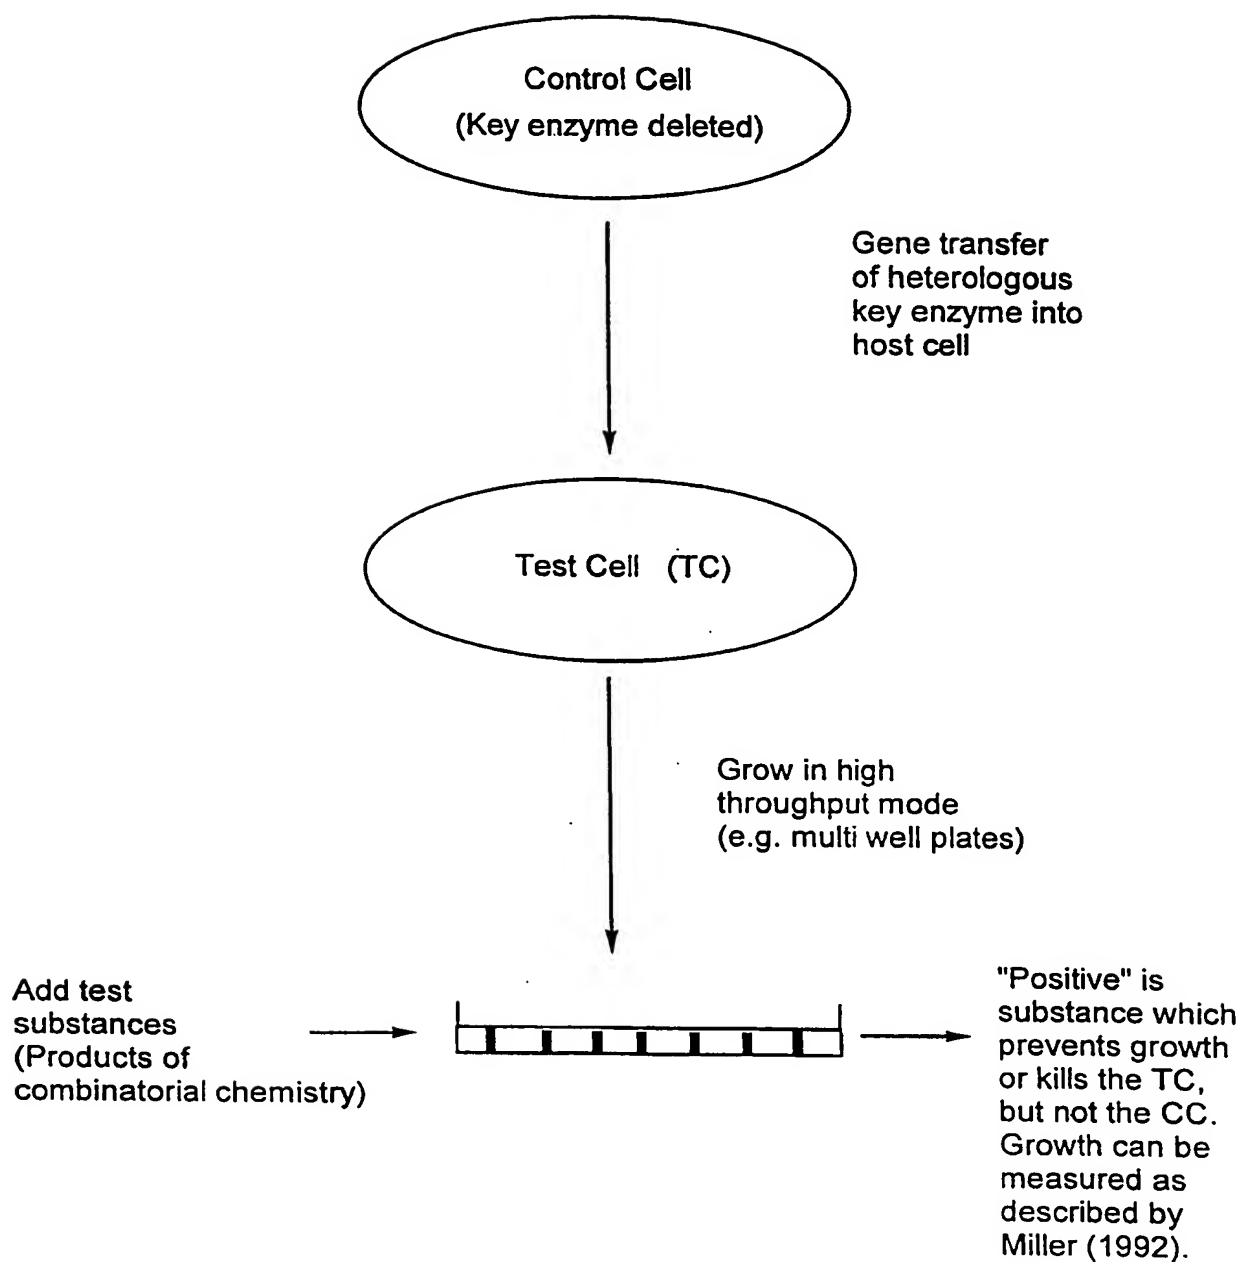 Control Cell
(Key enzyme deleted)
Gene transfer
of heterologous
key enzyme into
host cell
Test Cell (TC)
Grow in high
throughput mode
(e.g. multi well plates)
Add test
substances
(Products of
combinatorial chemistry)
"Positive" is
substance which
prevents growth
or kills the TC,
but not the CC.
Growth can be
measured as
described by
Miller (1992).